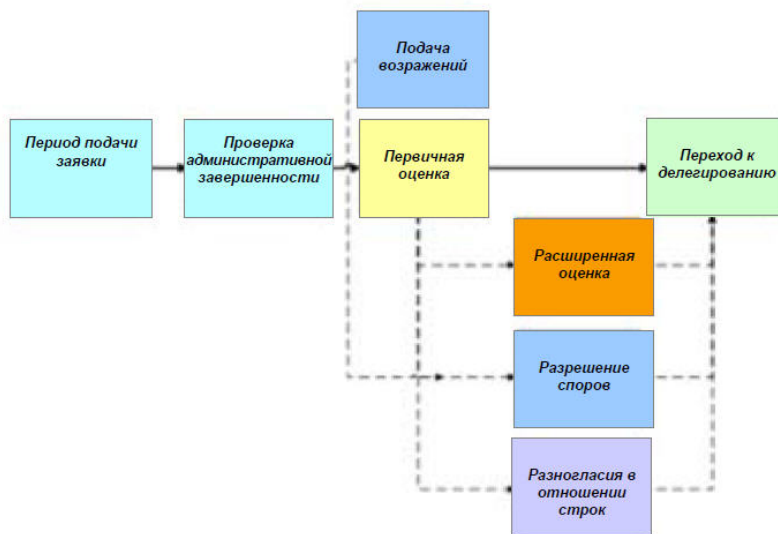 Подача
возражений
Период подачи
заявки
Проверка
административной
завершенности
Первичная
оценка
Переход к
делегированию
Расширенная
оценка
Разрешение
споров
Разногласия в
отношении
строк